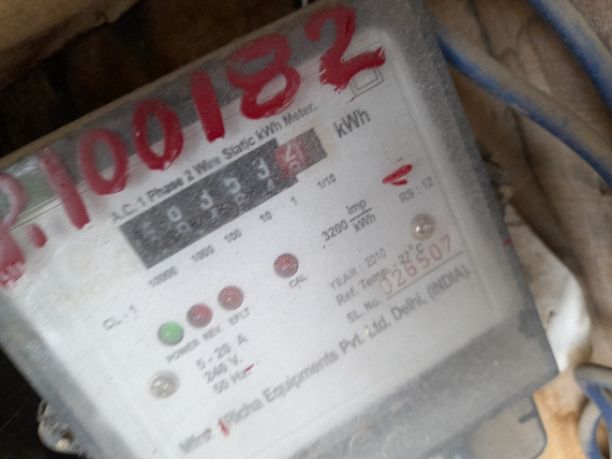 P.100182
A.C. 1 Phase 2 Wire Static kWh Meter.
kWh
10000 1000 100 10 1 1/10
3200 Imp/kWh
RS: 12
CL-1
CAL
YEAR: 2010
POWER REV. EFLT
Ref. Temp. 27°C
SL. No. 026507
5-20 A
240 V.
50 Hz
Richa Equipments Pvt. Ltd. Delhi, (INDIA)